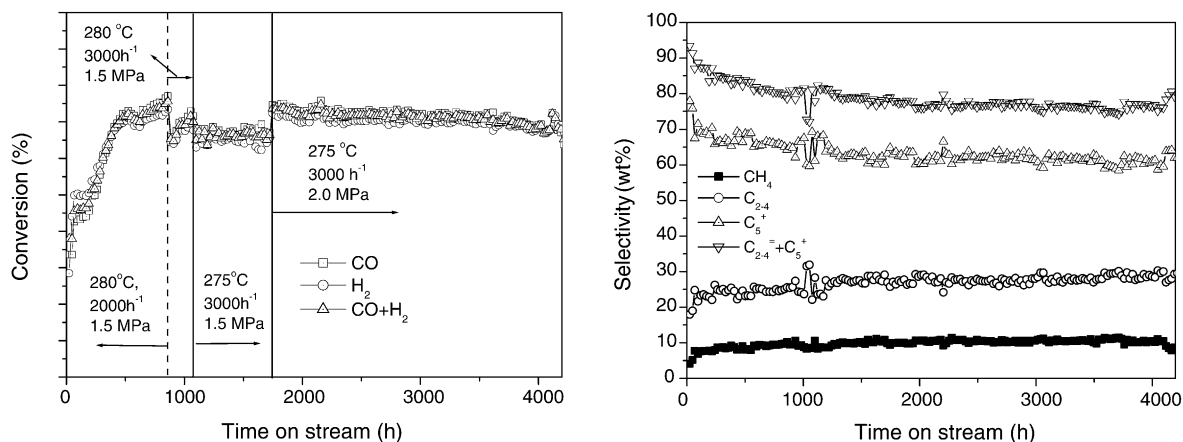 280 °C
3000h⁻¹
1.5 MPa
280°C,
2000h⁻¹
1.5 MPa
275°C
3000h⁻¹
1.5 MPa
275 °C
3000 h⁻¹
2.0 MPa
CO
H₂
CO+H₂
Conversion (%)
0 1000 2000 3000 4000
Time on stream (h)
100
90
80
70
60
50
40
30
20
10
0
CH₄
C₂₋₄
C₅⁺
C₂₋₄⁼+C₅⁺
Selectivity (wt%)
0 1000 2000 3000 4000
Time on stream (h)